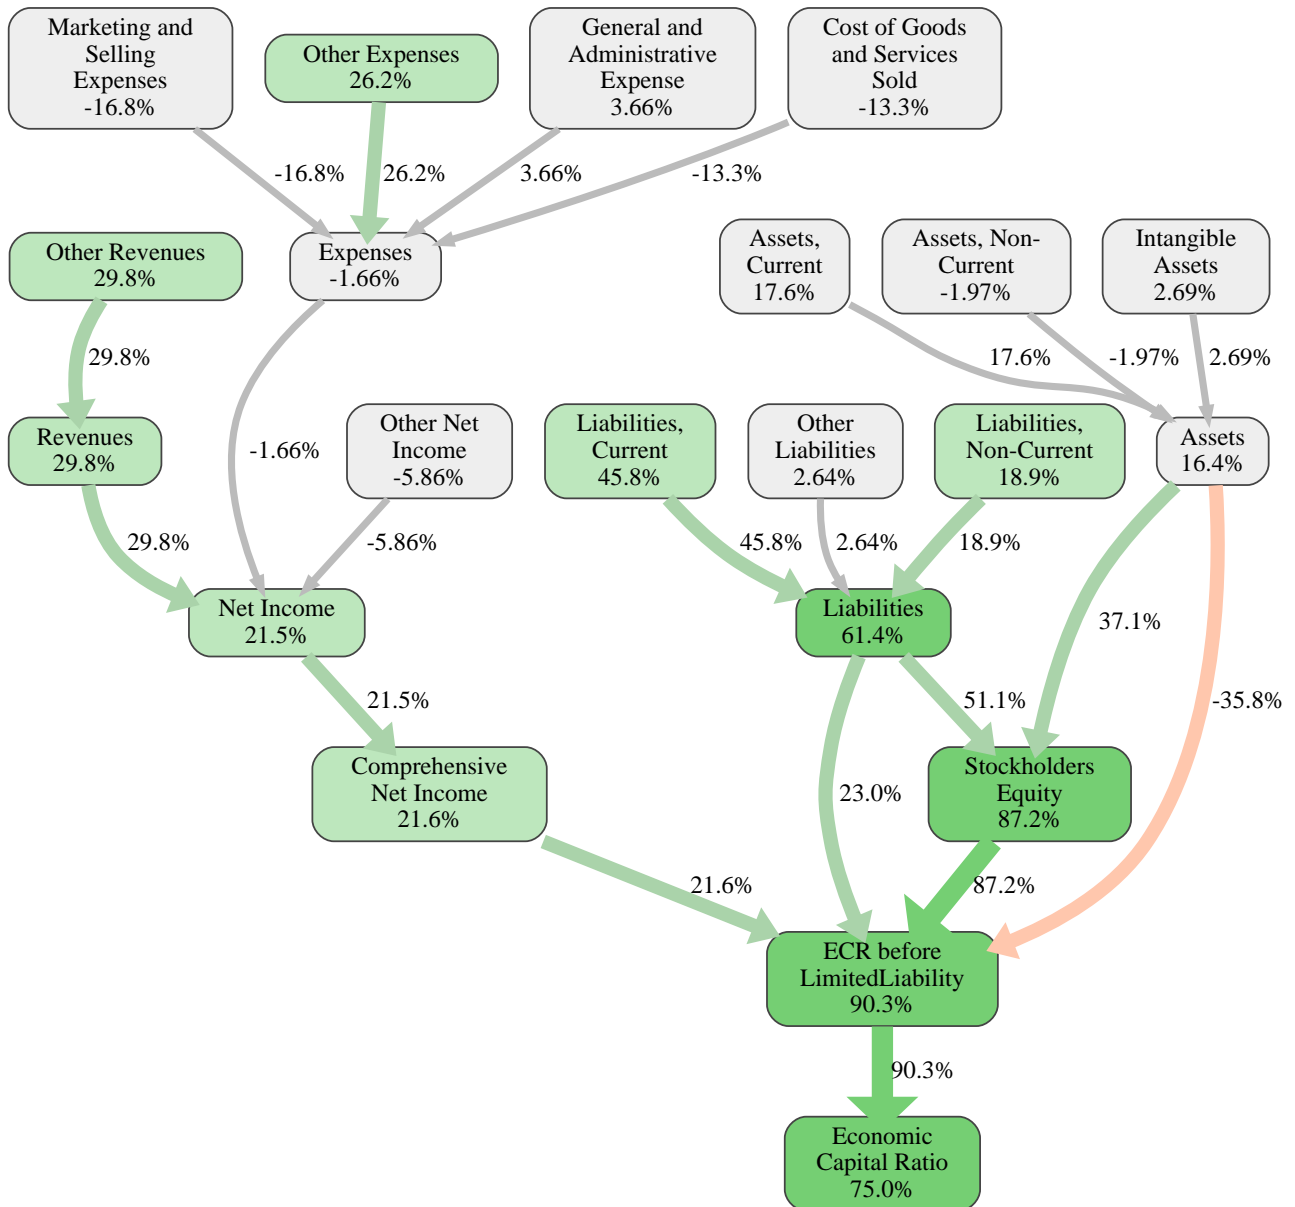 Marketing and
Selling
Expenses
-16.8%
Other Expenses
26.2%
General and
Administrative
Expense
3.66%
Cost of Goods
and Services
Sold
-13.3%
-16.8%
26.2%
3.66%
-13.3%
Other Revenues
29.8%
Expenses
-1.66%
Assets,
Current
17.6%
Assets, Non-
Current
-1.97%
Intangible
Assets
2.69%
29.8%
17.6%
-1.97%
2.69%
Revenues
29.8%
-1.66%
Other Net
Income
-5.86%
Liabilities,
Current
45.8%
Other
Liabilities
2.64%
Liabilities,
Non-Current
18.9%
Assets
16.4%
29.8%
-5.86%
45.8%
2.64%
18.9%
Net Income
21.5%
Liabilities
61.4%
37.1%
21.5%
51.1%
-35.8%
Comprehensive
Net Income
21.6%
23.0%
Stockholders
Equity
87.2%
21.6%
87.2%
ECR before
LimitedLiability
90.3%
90.3%
Economic
Capital Ratio
75.0%